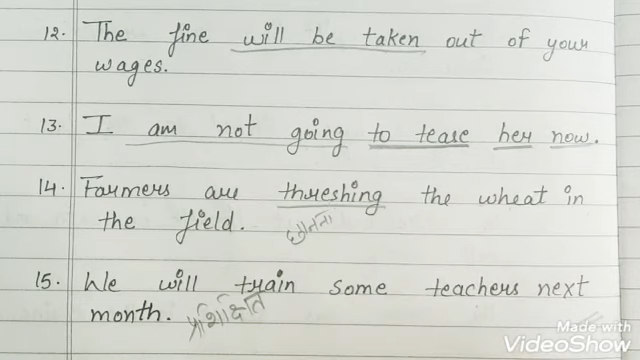 12. The fine will be taken out of your
wages.
13. I am not going to tease her now.
14. Farmers are threshing the wheat in
the field.
15. We will train some teachers next
month. प्रशिक्षित
Made with
VideoShow